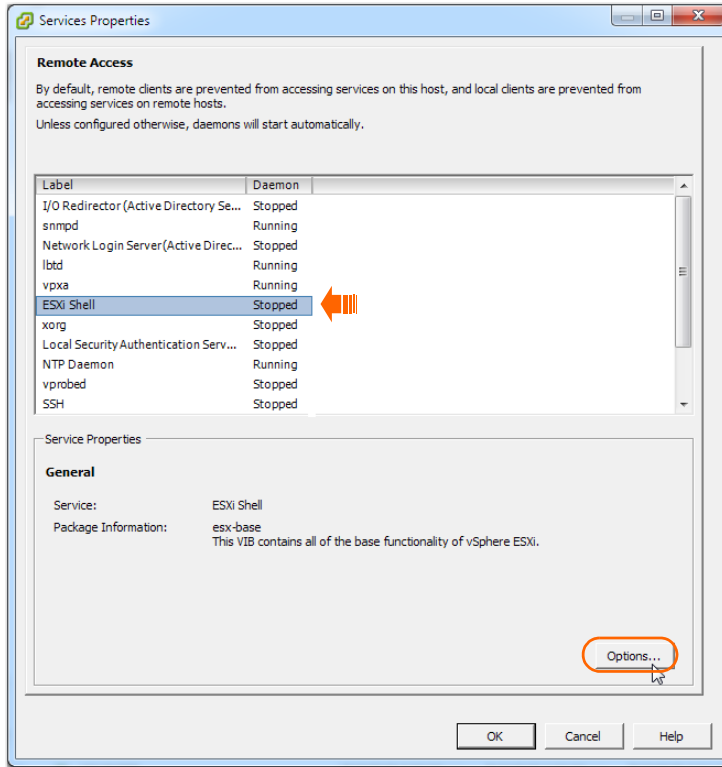 Services Properties
Remote Access
By default, remote clients are prevented from accessing services on this host, and local clients are prevented from
accessing services on remote hosts.
Unless configured otherwise, daemons will start automatically.
Label Daemon
I/O Redirector (Active Directory Se... Stopped
snmpd Running
Network Login Server(Active Direc... Stopped
lbtd Running
vpxa Running
ESXi Shell Stopped
xorg Stopped
Local Security Authentication Serv... Stopped
NTP Daemon Running
vprobed Stopped
SSH Stopped
Service Properties
General
Service: ESXi Shell
Package Information: esx-base
This VIB contains all of the base functionality of vSphere ESXi.
Options...
OK Cancel Help